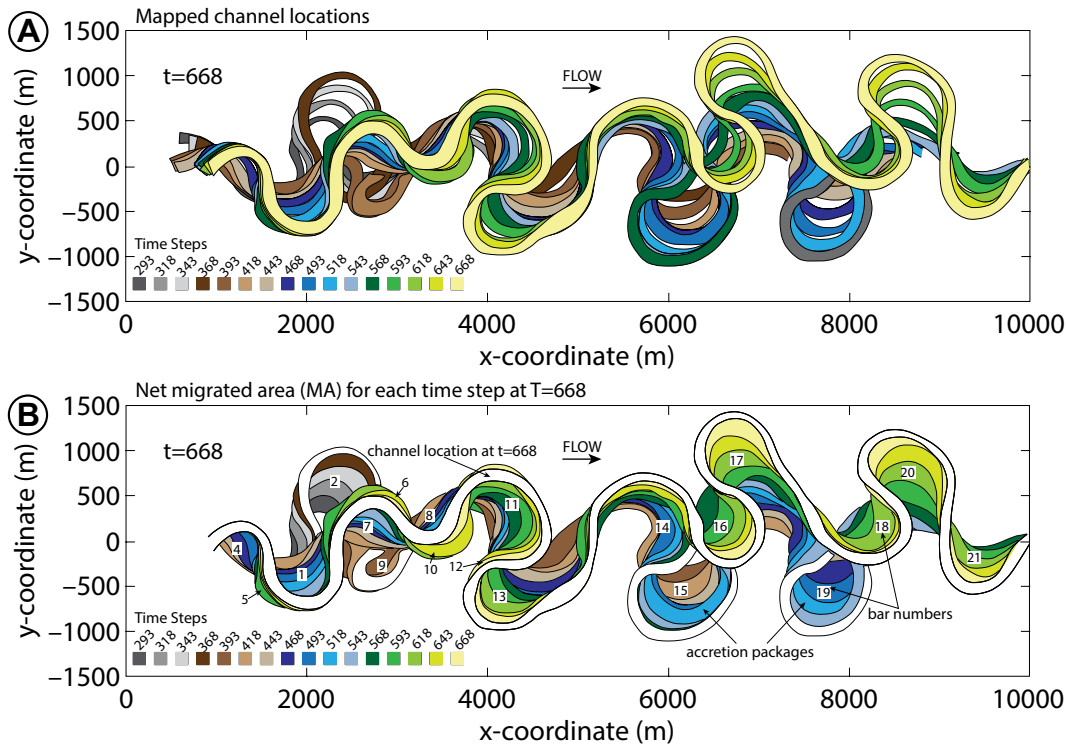 A
Mapped channel locations
t=668
FLOW
1500
1000
500
0
−500
−1000
−1500
y-coordinate (m)
Time Steps
293 318 343 368 393 418 443 468 493 518 543 568 593 618 643 668
0 2000 4000 6000 8000 10000
x-coordinate (m)
B
Net migrated area (MA) for each time step at T=668
t=668
channel location at t=668
FLOW
1500
1000
500
0
−500
−1000
−1500
y-coordinate (m)
17
20
2
6
11
8
7
14
16
18
4
10
12
9
21
1
5
13
15
19
bar numbers
accretion packages
Time Steps
293 318 343 368 393 418 443 468 493 518 543 568 593 618 643 668
0 2000 4000 6000 8000 10000
x-coordinate (m)